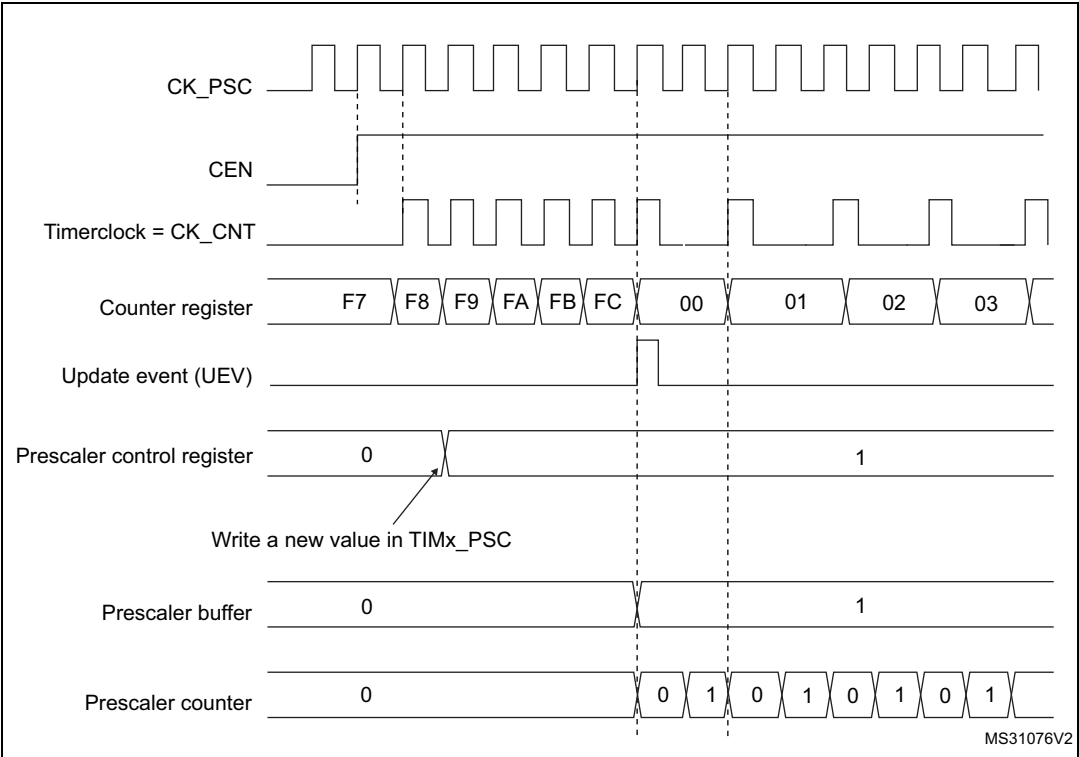 CK_PSC
CEN
Timerclock = CK_CNT
Counter register F7 F8 F9 FA FB FC 00 01 02 03
Update event (UEV)
Prescaler control register 0 1
Write a new value in TIMx_PSC
Prescaler buffer 0 1
Prescaler counter 0 0 1 0 1 0 1 0 1
MS31076V2